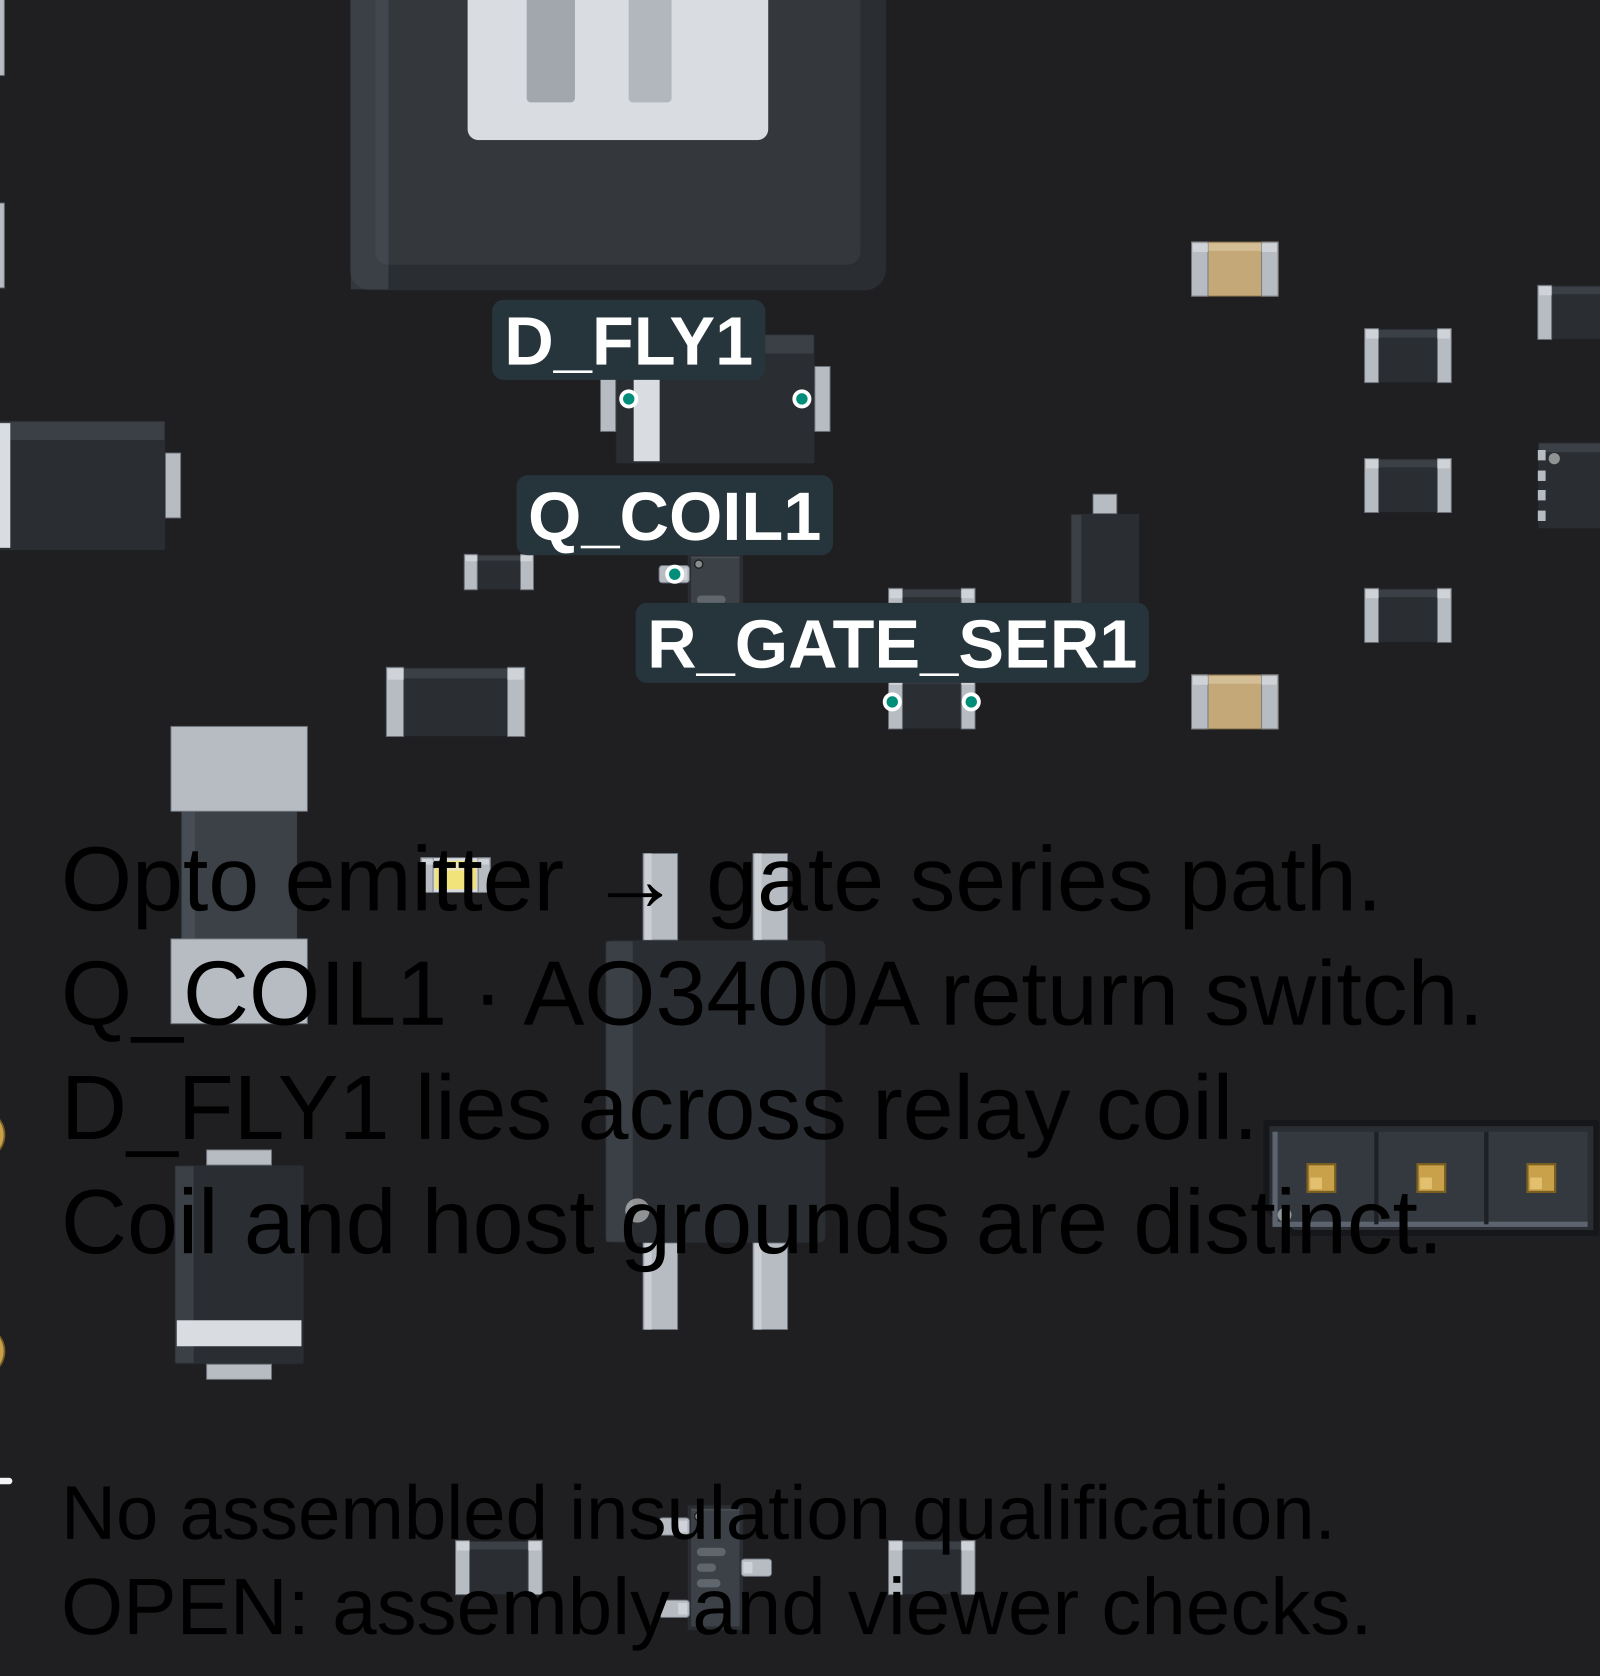 D_FLY1
Q_COIL1
R_GATE_SER1
Opto emitter → gate series path.
Q_COIL1 · AO3400A return switch.
D_FLY1 lies across relay coil.
Coil and host grounds are distinct.
No assembled insulation qualification.
OPEN: assembly and viewer checks.